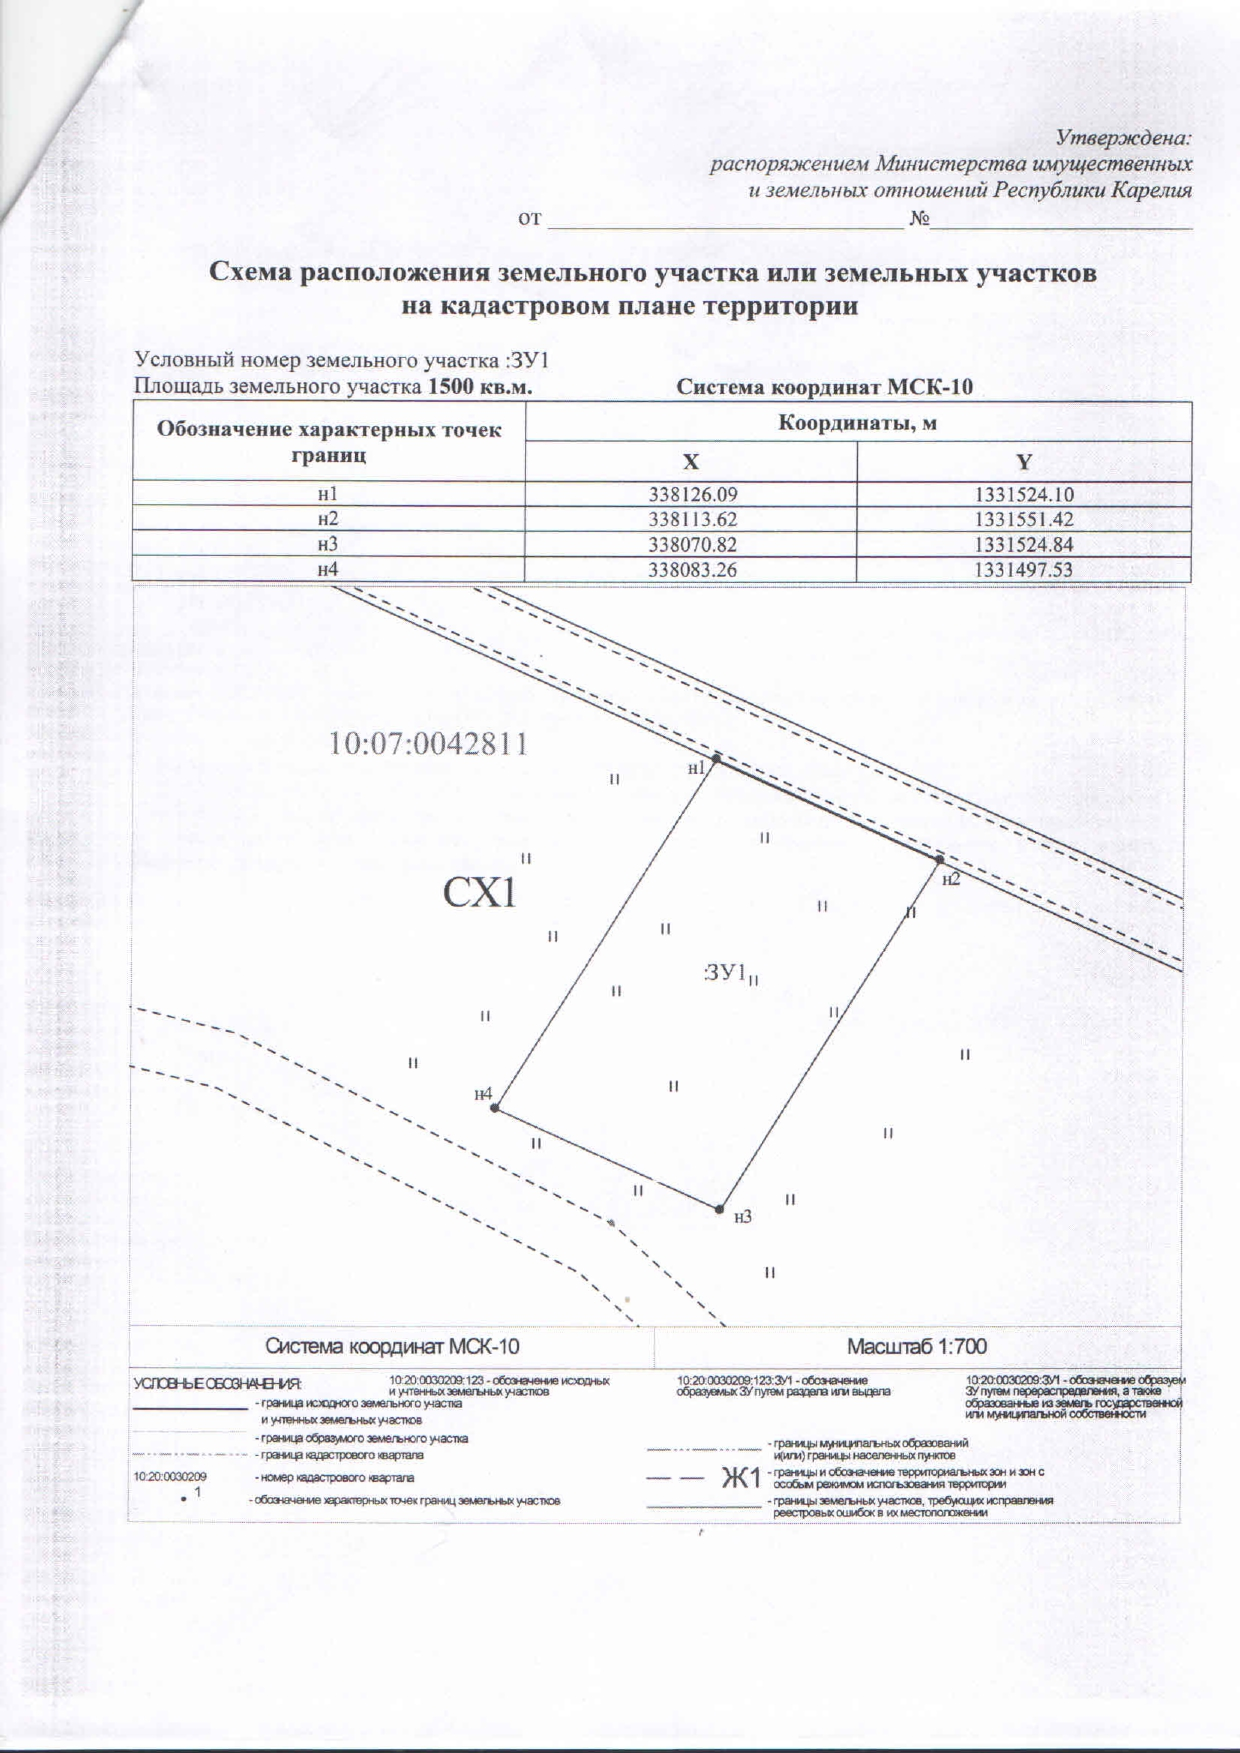 Утверждена:
распоряжением Министерства имущественных
и земельных отношений Республики Карелия
от №
Схема расположения земельного участка или земельных участков
на кадастровом плане территории
Условный номер земельного участка :ЗУ1
Площадь земельного участка 1500 кв.м. Система координат МСК-10
Обозначение характерных точек границ Координаты, м
X Y
н1 338126.09 1331524.10
н2 338113.62 1331551.42
н3 338070.82 1331524.84
н4 338083.26 1331497.53
10:07:0042811
н1
н2
СХ1
:ЗУ1
н4
н3
Система координат МСК-10 Масштаб 1:700
УСЛОВНЫЕ ОБОЗНАЧЕНИЯ:
10:20:0030209:123 - обозначение исходных
и учтенных земельных участков
10:20:0030209:123:ЗУ1 - обозначение
образуемых ЗУ путем раздела или выдела
10:20:0030209:ЗУ1 - обозначение образуем
ЗУ путем перераспределения, а также
образованные из земель государственной
или муниципальной собственности
- граница исходного земельного участка
и учтенных земельных участков
- граница образумого земельного участка
- граница кадастрового квартала
10:20:0030209 - номер кадастрового квартала
1 - обозначение характерных точек границ земельных участков
- границы муниципальных образований
и(или) границы населенных пунктов
Ж1 - границы и обозначение территориальных зон и зон с
особым режимом использования территории
- границы земельных участков, требующих исправления
реестровых ошибок в их местоположении